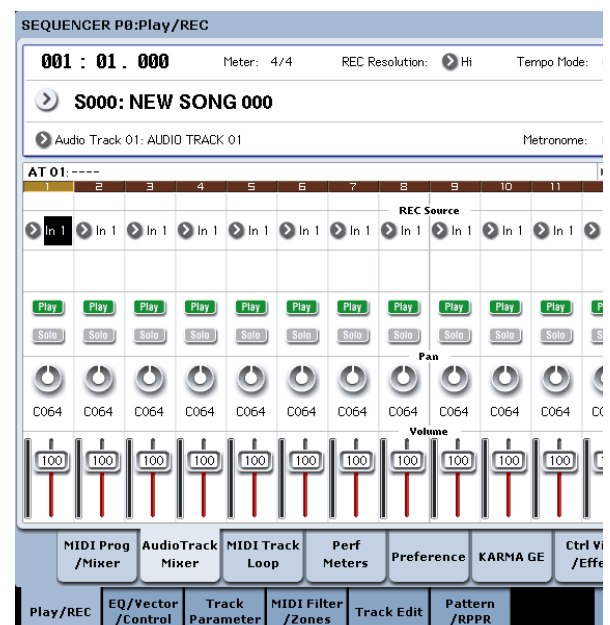 SEQUENCER P0:Play/REC
001 : 01 . 000 Meter: 4/4 REC Resolution: Hi Tempo Mode:
S000: NEW SONG 000
Audio Track 01: AUDIO TRACK 01 Metronome:
AT 01: ----
1 2 3 4 5 6 7 8 9 10 11
REC Source
In 1 In 1 In 1 In 1 In 1 In 1 In 1 In 1 In 1 In 1 In 1
Play Play Play Play Play Play Play Play Play Play Play P
Solo Solo Solo Solo Solo Solo Solo Solo Solo Solo Solo
Pan
C064 C064 C064 C064 C064 C064 C064 C064 C064 C064 C064 C0
Volume
100 100 100 100 100 100 100 100 100 100 100
MIDI Prog AudioTrack MIDI Track Perf Preference KARMA GE Ctrl Vi
/Mixer Mixer Loop Meters /Effe
Play/REC EQ/Vector Track MIDI Filter Track Edit Pattern
/Control Parameter /Zones /RPPR